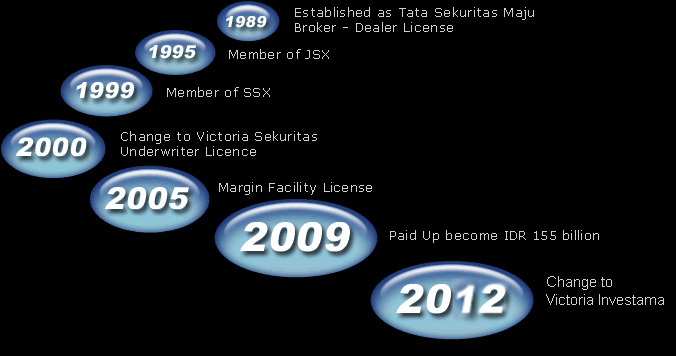 1989
Established as Tata Sekuritas Maju
Broker - Dealer License
1995
Member of JSX
1999
Member of SSX
2000
Change to Victoria Sekuritas
Underwriter Licence
2005
Margin Facility License
2009
Paid Up become IDR 155 billion
2012
Change to
Victoria Investama